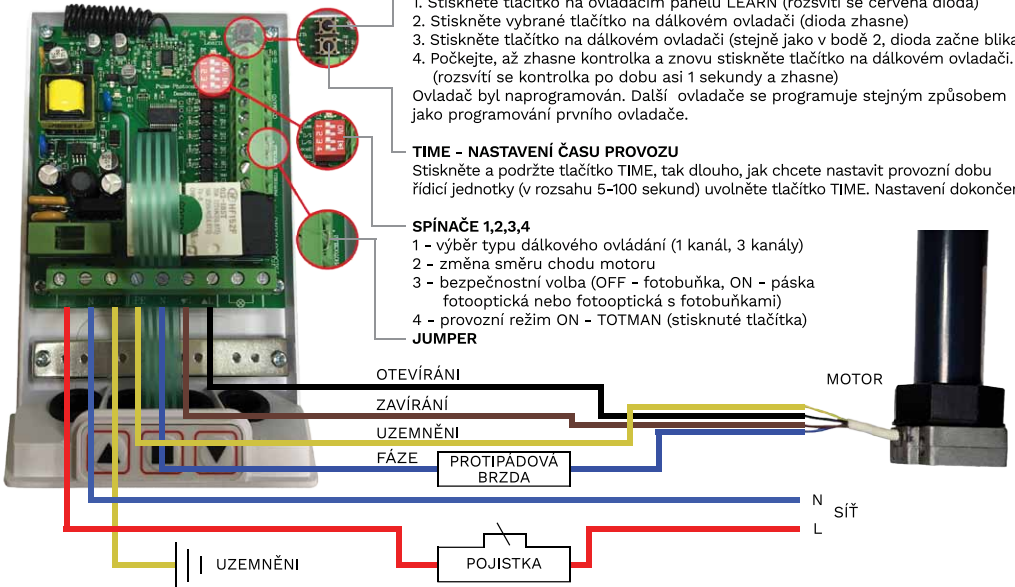 1. Stiskněte tlačítko na ovládacím panelu LEARN (rozsvítí se červená dioda)
2. Stiskněte vybrané tlačítko na dálkovém ovladači (dioda zhasne)
3. Stiskněte tlačítko na dálkovém ovladači (stejně jako v bodě 2, dioda začne blika
4. Počkejte, až zhasne kontrolka a znovu stiskněte tlačítko na dálkovém ovladači.
(rozsvítí se kontrolka po dobu asi 1 sekundy a zhasne)
Ovladač byl naprogramován. Další ovladače se programuje stejným způsobem
jako programování prvního ovladače.
TIME - NASTAVENÍ ČASU PROVOZU
Stiskněte a podržte tlačítko TIME, tak dlouho, jak chcete nastavit provozní dobu
řídicí jednotky (v rozsahu 5-100 sekund) uvolněte tlačítko TIME. Nastavení dokončen
SPÍNAČE 1,2,3,4
1 - výběr typu dálkového ovládání (1 kanál, 3 kanály)
2 - změna směru chodu motoru
3 - bezpečnostní volba (OFF - fotobuňka, ON - páska
fotooptická nebo fotooptická s fotobuňkami)
4 - provozní režim ON - TOTMAN (stisknuté tlačítka)
JUMPER
Learn
N PE PE N
OTEVÍRÁNI
ZAVÍRÁNÍ
UZEMNĚNI
FÁZE
PROTIPÁDOVÁ
BRZDA
MOTOR
N
SÍŤ
L
POJISTKA
UZEMNĚNI